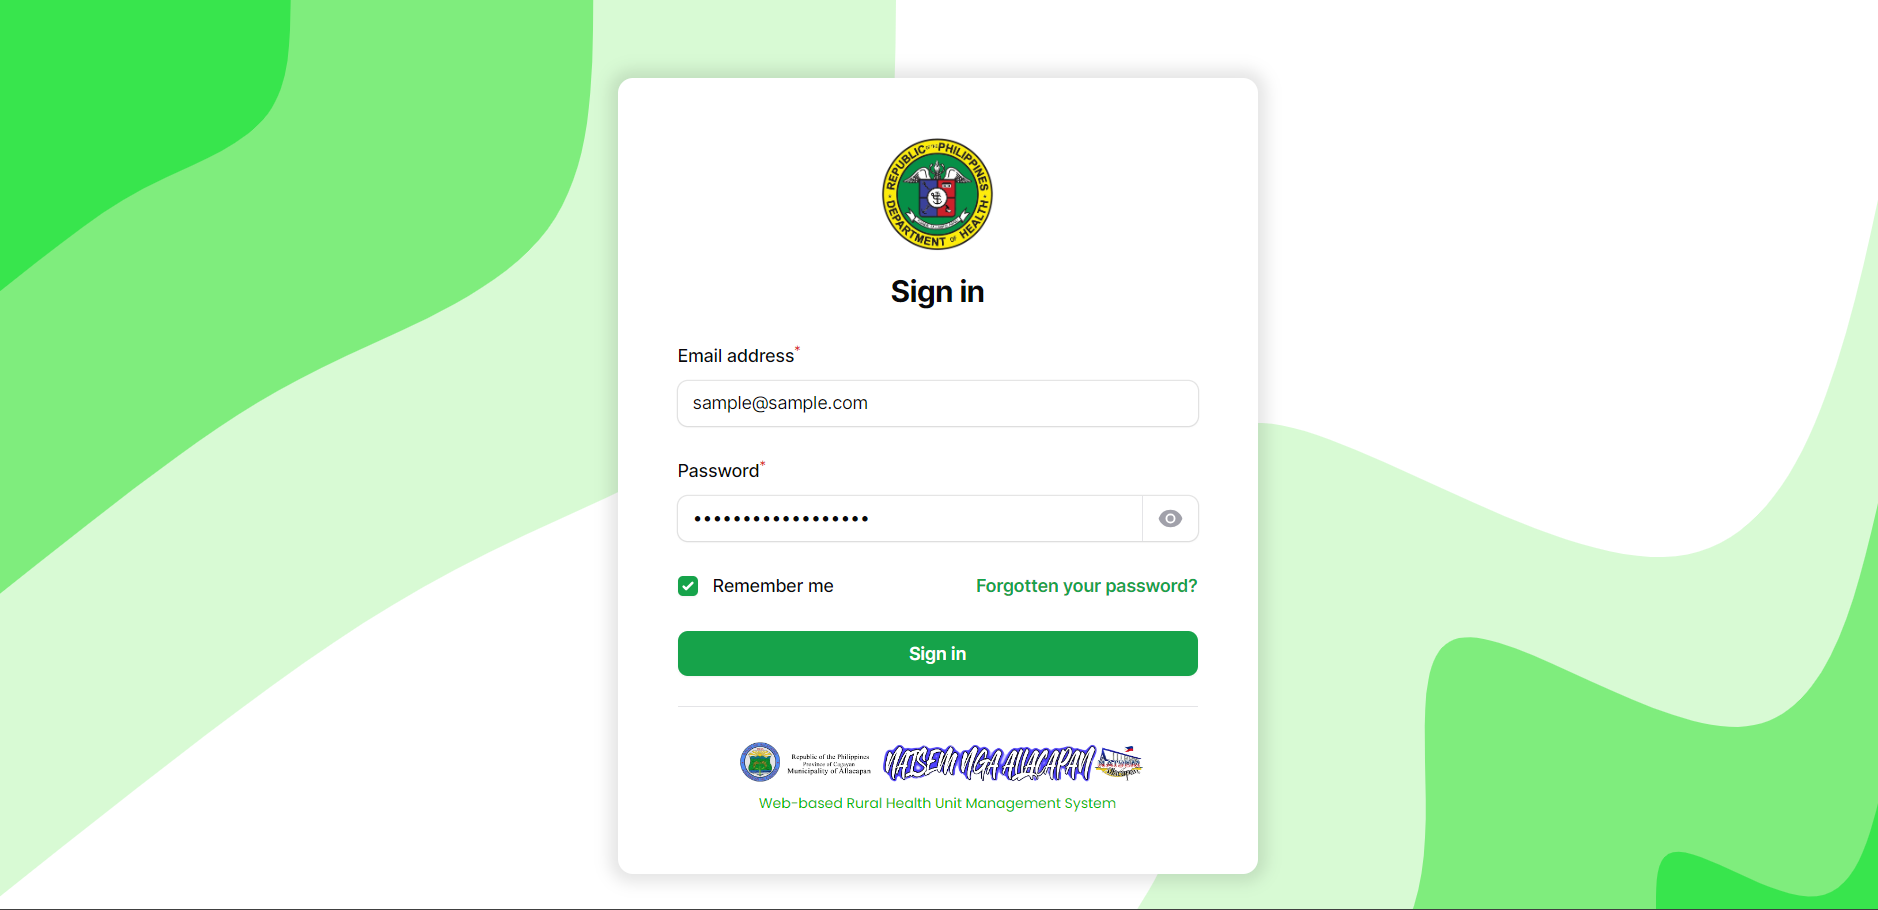 REPUBLIC OF THE PHILIPPINES
DEPARTMENT OF HEALTH
Sign in
Email address*
sample@sample.com
Password*
••••••••••••••••••
Remember me
Forgotten your password?
Sign in
Republic of the Philippines
Province of Cagayan
Municipality of Allacapan
NATSEM NGA ALLACAPAN
Web-based Rural Health Unit Management System